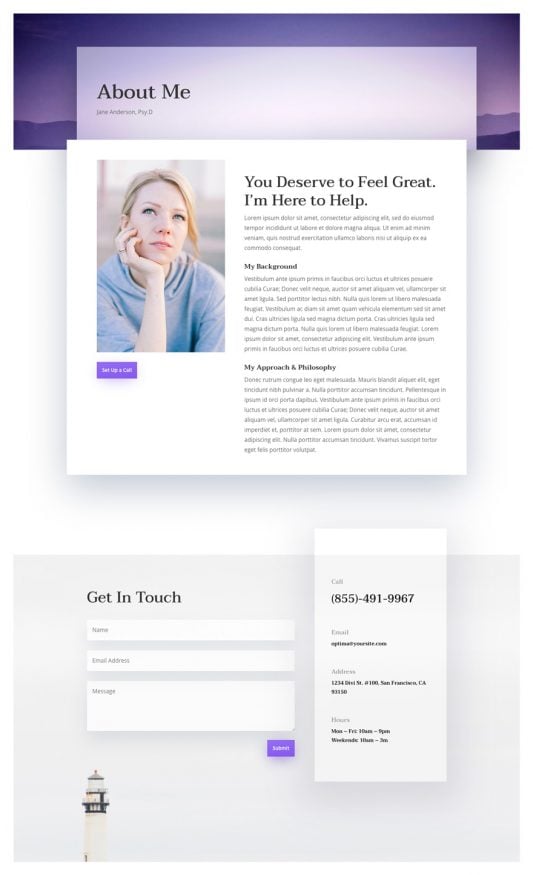 About Me
Jane Anderson, Psy.D
You Deserve to Feel Great.
I'm Here to Help.
Lorem ipsum dolor sit amet, consectetur adipiscing elit, sed do eiusmod
tempor incididunt ut labore et dolore magna aliqua. Ut enim ad minim
veniam, quis nostrud exercitation ullamco laboris nisi ut aliquip ex ea
commodo consequat.
My Background
Vestibulum ante ipsum primis in faucibus orci luctus et ultrices posuere
cubilia Curae; Donec velit neque, auctor sit amet aliquam vel, ullamcorper sit
amet ligula. Sed porttitor lectus nibh. Nulla quis lorem ut libero malesuada
feugiat. Vestibulum ac diam sit amet quam vehicula elementum sed sit amet
dui. Cras ultricies ligula sed magna dictum porta. Cras ultricies ligula sed
magna dictum porta. Nulla quis lorem ut libero malesuada feugiat. Lorem
ipsum dolor sit amet, consectetur adipiscing elit. Vestibulum ante ipsum
primis in faucibus orci luctus et ultrices posuere cubilia Curae.
My Approach & Philosophy
Donec rutrum congue leo eget malesuada. Mauris blandit aliquet elit, eget
tincidunt nibh pulvinar a. Nulla porttitor accumsan tincidunt. Pellentesque in
ipsum id orci porta dapibus. Vestibulum ante ipsum primis in faucibus orci
luctus et ultrices posuere cubilia Curae; Donec velit neque, auctor sit amet
aliquam vel, ullamcorper sit amet ligula. Curabitur arcu erat, accumsan id
imperdiet et, porttitor at sem. Lorem ipsum dolor sit amet, consectetur
adipiscing elit. Nulla porttitor accumsan tincidunt. Vivamus suscipit tortor
eget felis porttitor volutpat.
Set Up a Call
Get In Touch
Name
Email Address
Message
Submit
Call
(855)-491-9967
Email
optima@yoursite.com
Address
1234 Divi St. #100, San Francisco, CA
93150
Hours
Mon – Fri: 10am – 9pm
Weekends: 10am – 3m